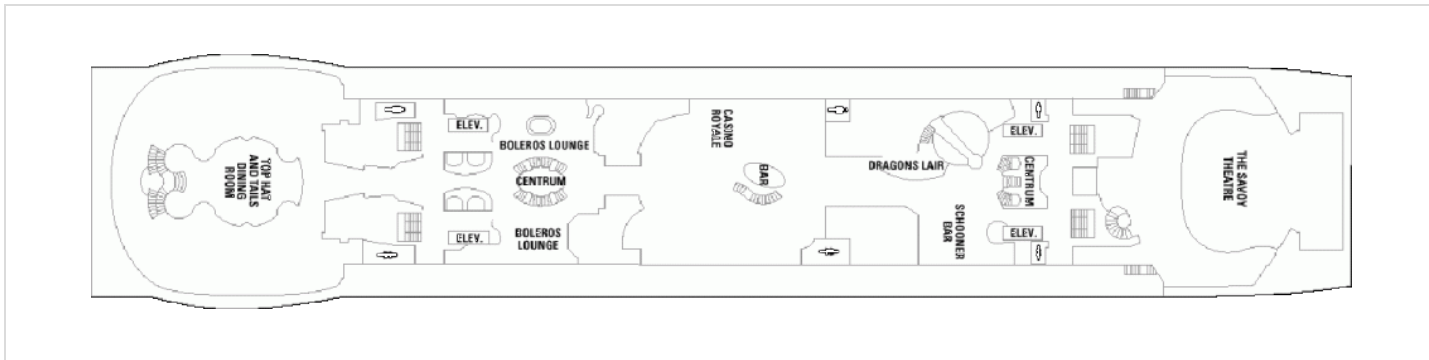 TOP HAT
AND TAILS
DINING
ROOM
ELEV.
BOLEROS LOUNGE
CENTRUM
BOLEROS
LOUNGE
ELEV.
CASINO
ROYALE
BAR
DRAGONS LAIR
SCHOONER
BAR
ELEV.
CEMTRUM
ELEV.
THE SAVOY
THEATRE